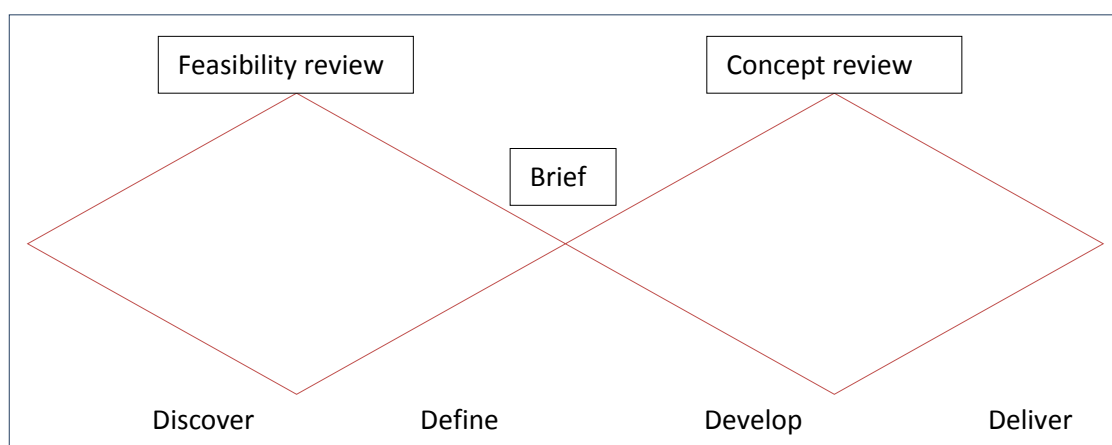 Feasibility review
Concept review
Brief
Discover
Define
Develop
Deliver